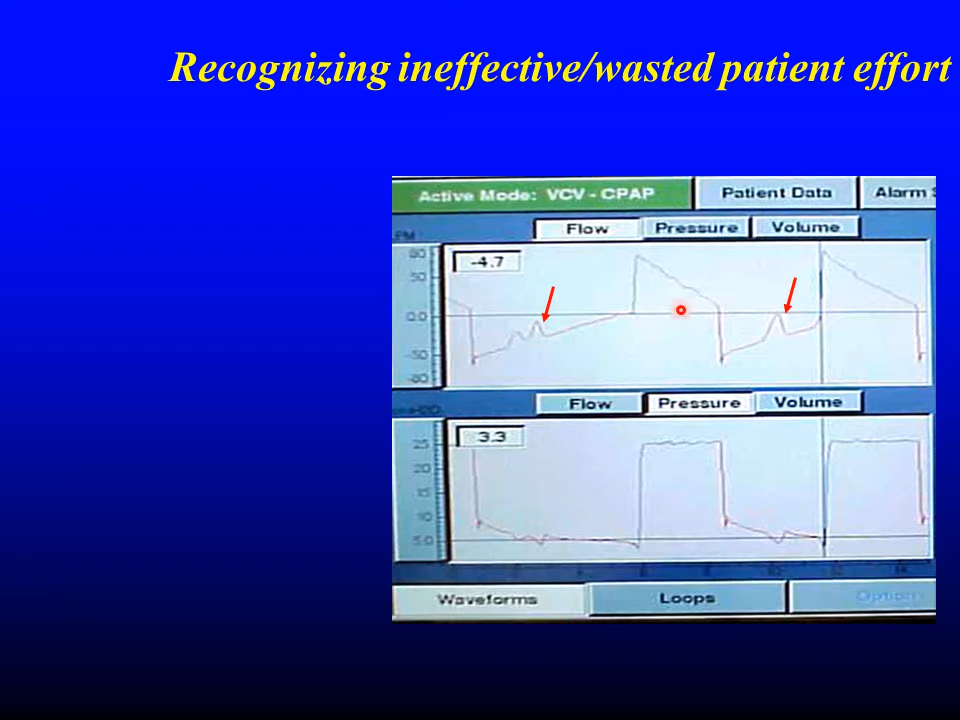 Recognizing ineffective/wasted patient effort
Active Mode: VCV - CPAP
Patient Data
Alarm
Flow
Pressure
Volume
80
50
-4.7
0.0
-50
-80
Flow
Pressure
Volume
3.3
25
20
15
10
5.0
Waveforms
Loops
Option